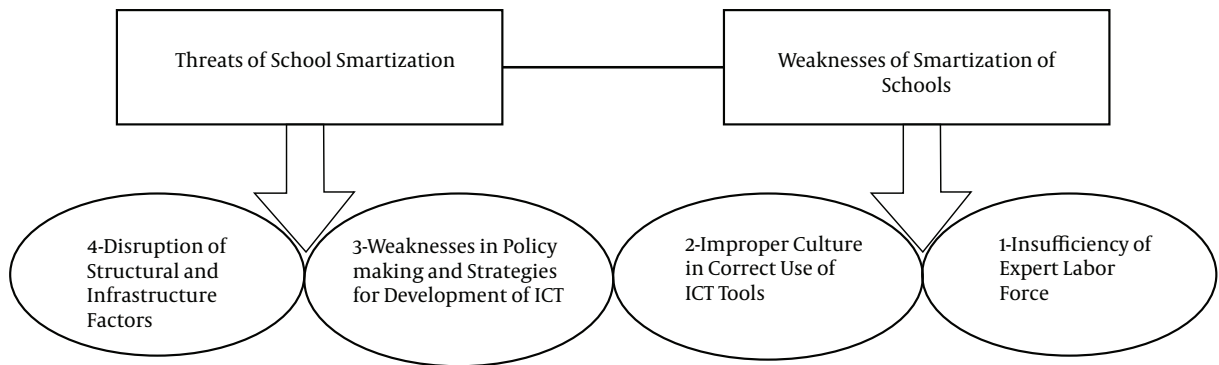 Threats of School Smartization
Weaknesses of Smartization of
Schools
4-Disruption of
Structural and
Infrastructure
Factors
3-Weaknesses in Policy
making and Strategies
for Development of ICT
2-Improper Culture
in Correct Use of
ICT Tools
1-Insufficiency of
Expert Labor
Force